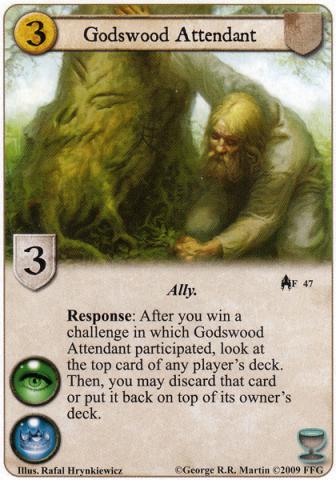 3
Godswood Attendant
3
Ally.
F 47
Response: After you win a
challenge in which Godswood
Attendant participated, look at
the top card of any player's deck.
Then, you may discard that card
or put it back on top of its owner's
deck.
Illus. Rafal Hrynkiewicz
©George R.R. Martin ©2009 FFG